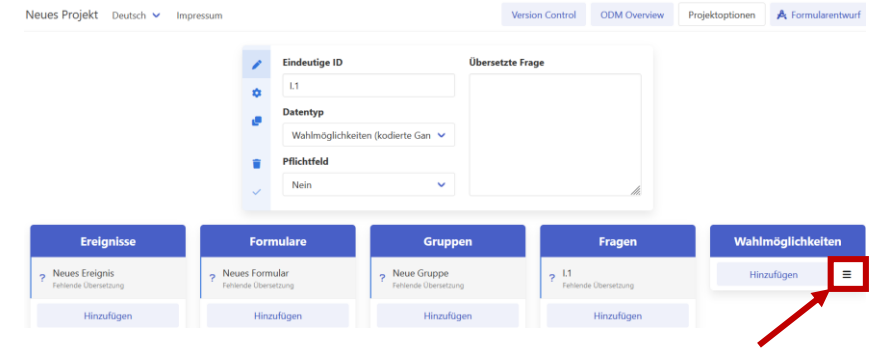 Neues Projekt Deutsch Impressum Version Control ODM Overview Projektoptionen Formularentwurf
Eindeutige ID Übersetzte Frage
I.1
Datentyp
Wahlmöglichkeiten (kodierte Gan
Pflichtfeld
Nein
Ereignisse Formulare Gruppen Fragen Wahlmöglichkeiten
? Neues Ereignis ? Neues Formular ? Neue Gruppe ? I.1 Hinzufügen
Fehlende Übersetzung Fehlende Übersetzung Fehlende Übersetzung Fehlende Übersetzung
Hinzufügen Hinzufügen Hinzufügen Hinzufügen